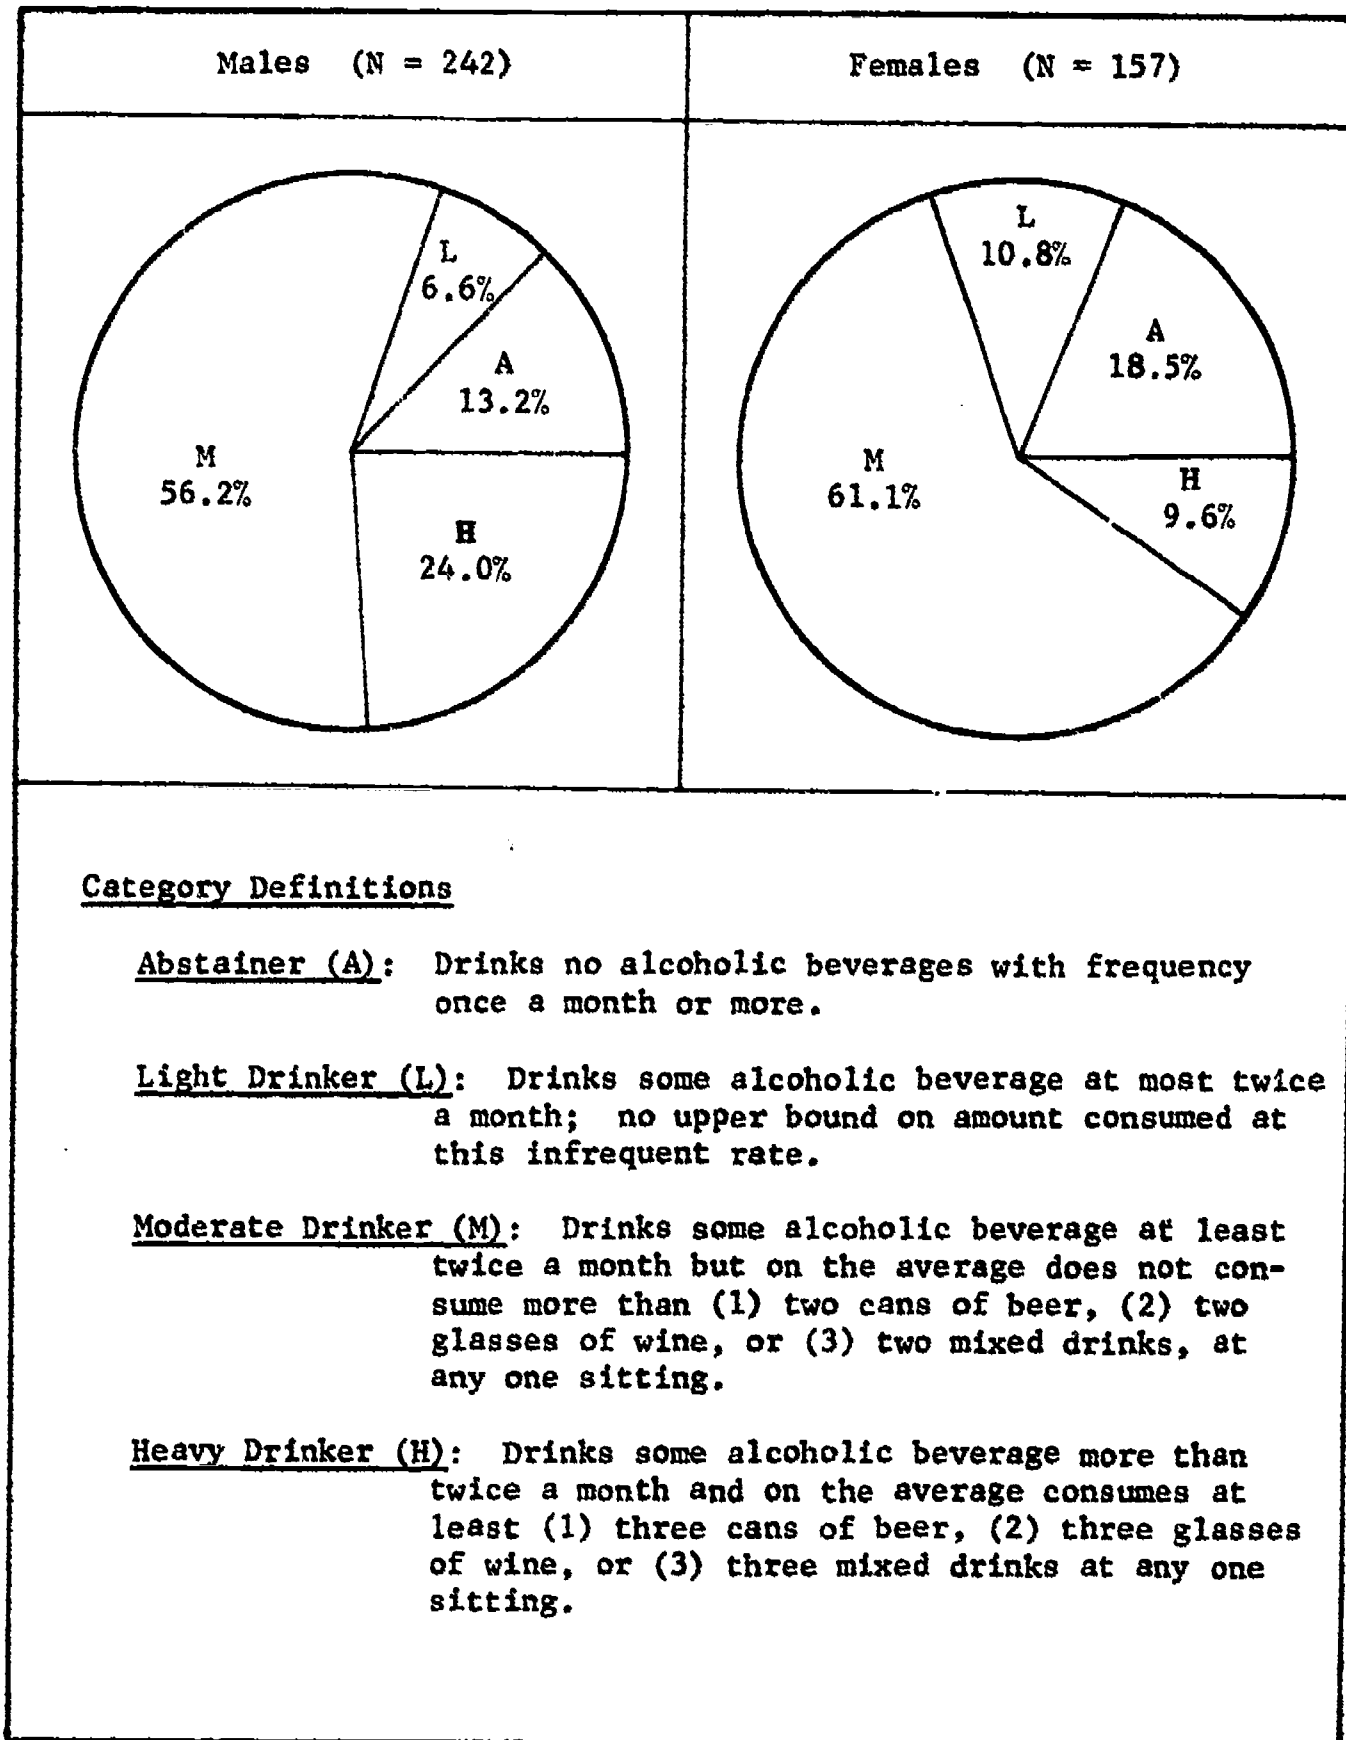 Males (N = 242)
Females (N = 157)
L
6.6%
A
13.2%
M
56.2%
H
24.0%
L
10.8%
A
18.5%
M
61.1%
H
9.6%
Category Definitions
Abstainer (A): Drinks no alcoholic beverages with frequency
once a month or more.
Light Drinker (L): Drinks some alcoholic beverage at most twice
a month; no upper bound on amount consumed at
this infrequent rate.
Moderate Drinker (M): Drinks some alcoholic beverage at least
twice a month but on the average does not con-
sume more than (1) two cans of beer, (2) two
glasses of wine, or (3) two mixed drinks, at
any one sitting.
Heavy Drinker (H): Drinks some alcoholic beverage more than
twice a month and on the average consumes at
least (1) three cans of beer, (2) three glasses
of wine, or (3) three mixed drinks at any one
sitting.